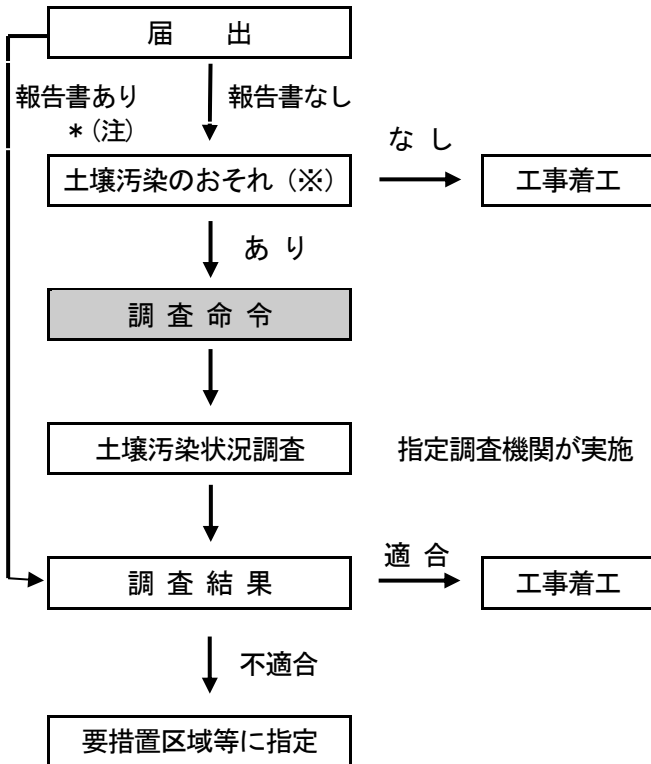 届　　出
報告書あり
＊（注）
報告書なし
土壌汚染のおそれ（※）
な し
工事着工
あ り
調 査 命 令
土壌汚染状況調査
指定調査機関が実施
調 査 結 果
適 合
工事着工
不適合
要措置区域等に指定